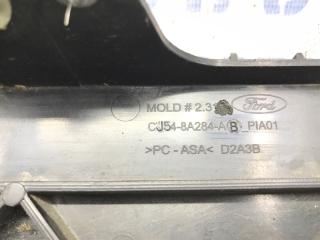 MOLD # 2.3
Ford
CJ54-8A284-A B PIA01
>PC-ASA< D2A3B